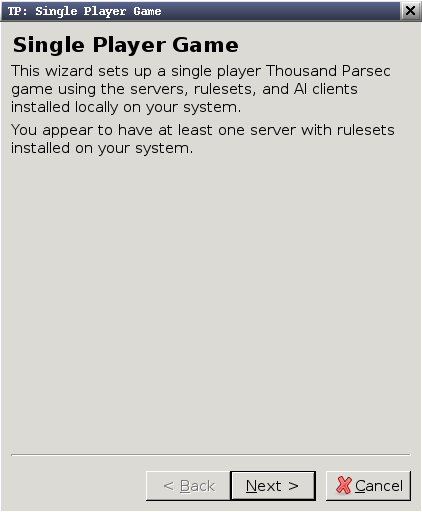 TP: Single Player Game
Single Player Game
This wizard sets up a single player Thousand Parsec
game using the servers, rulesets, and AI clients
installed locally on your system.
You appear to have at least one server with rulesets
installed on your system.
< Back
Next >
Cancel